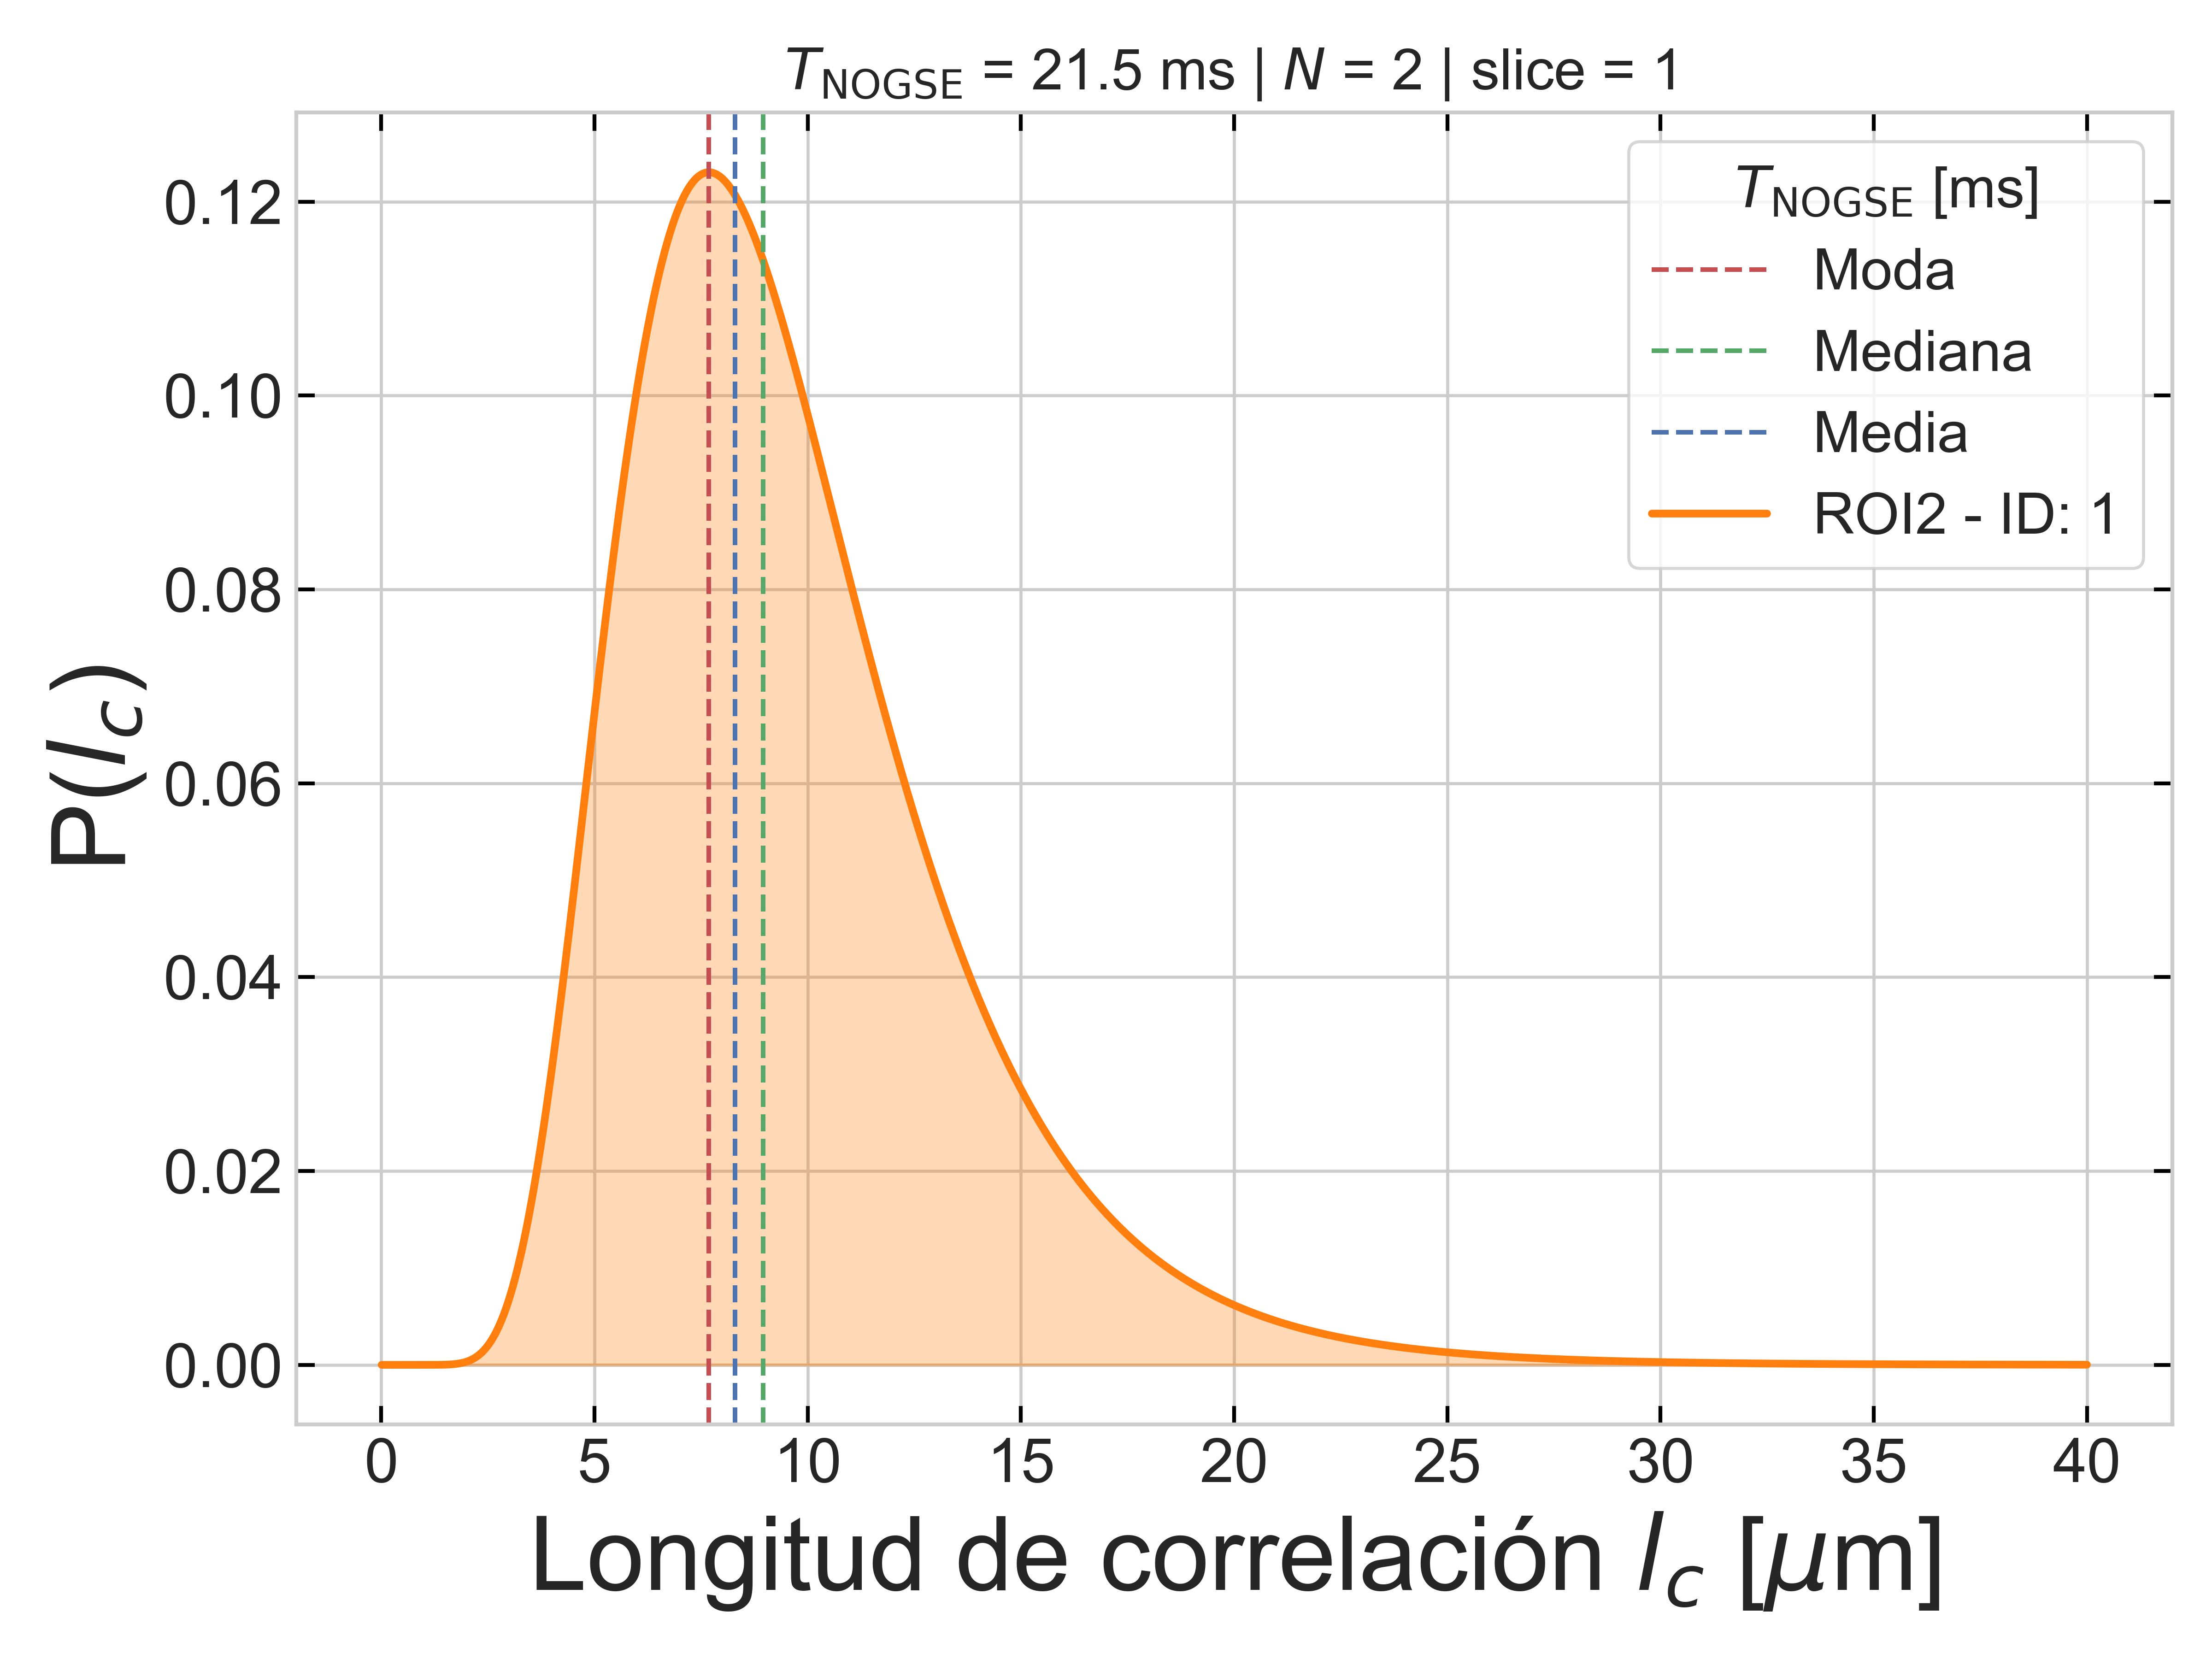 T_NOGSE = 21.5 ms | N = 2 | slice = 1
T_NOGSE [ms]
Moda
Mediana
Media
ROI2 - ID: 1
P(l_c)
0.12
0.10
0.08
0.06
0.04
0.02
0.00
0 5 10 15 20 25 30 35 40
Longitud de correlación l_c [μm]